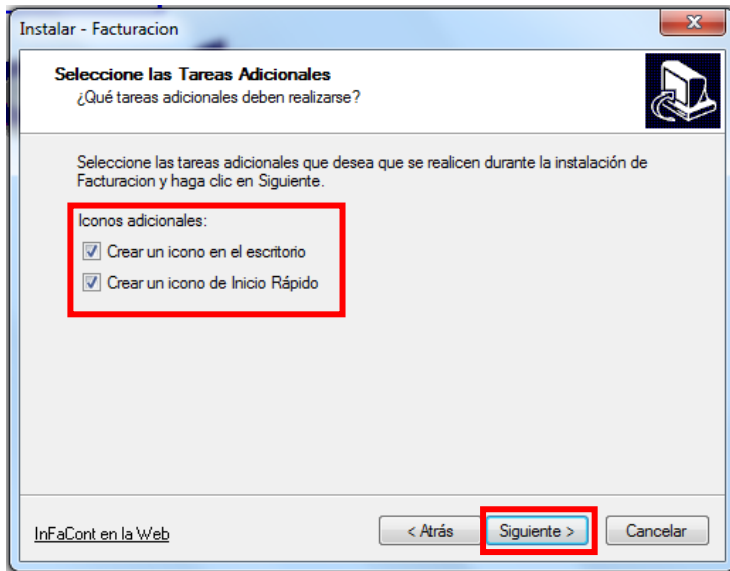 Instalar - Facturacion
Seleccione las Tareas Adicionales
¿Qué tareas adicionales deben realizarse?
Seleccione las tareas adicionales que desea que se realicen durante la instalación de
Facturacion y haga clic en Siguiente.
Iconos adicionales:
Crear un icono en el escritorio
Crear un icono de Inicio Rápido
InFaCont en la Web
< Atrás
Siguiente >
Cancelar